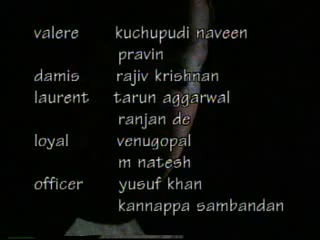 valere kuchupudi naveen
pravin
damis rajiv krishnan
laurent tarun aggarwal
ranjan de
loyal venugopal
m natesh
officer yusuf khan
kannappa sambandan